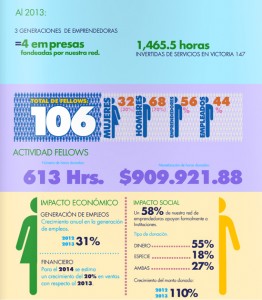 Al 2013:
3 GENERACIONES DE EMPRENDEDORAS
=4 empresas
fondeadas por nuestra red.
1,465.5 horas
INVERTIDAS DE SERVICIOS EN VICTORIA 147
TOTAL DE FELLOWS:
106
MUJERES
32
HOMBRES
68
56
EMPLEADOS
44
ACTIVIDAD FELLOWS
613 Hrs.
$909.921.88
IMPACTO ECONÓMICO
GENERACIÓN DE EMPLEOS
Crecimiento anual en la generación
de empleos.
2012
2013
31%
FINANCIERO
Para el 2014 se estima
un crecimiento del 20% en ventas
con respecto al 2013.
IMPACTO SOCIAL
Un 58% de nuestra red de
emprendedoras apoyan formalmente a
Instituciones.
Tipo de donación:
DINERO 55%
ESPECIE 18%
AMBAS 27%
Crecimiento del monto donado:
2012
2013
110%